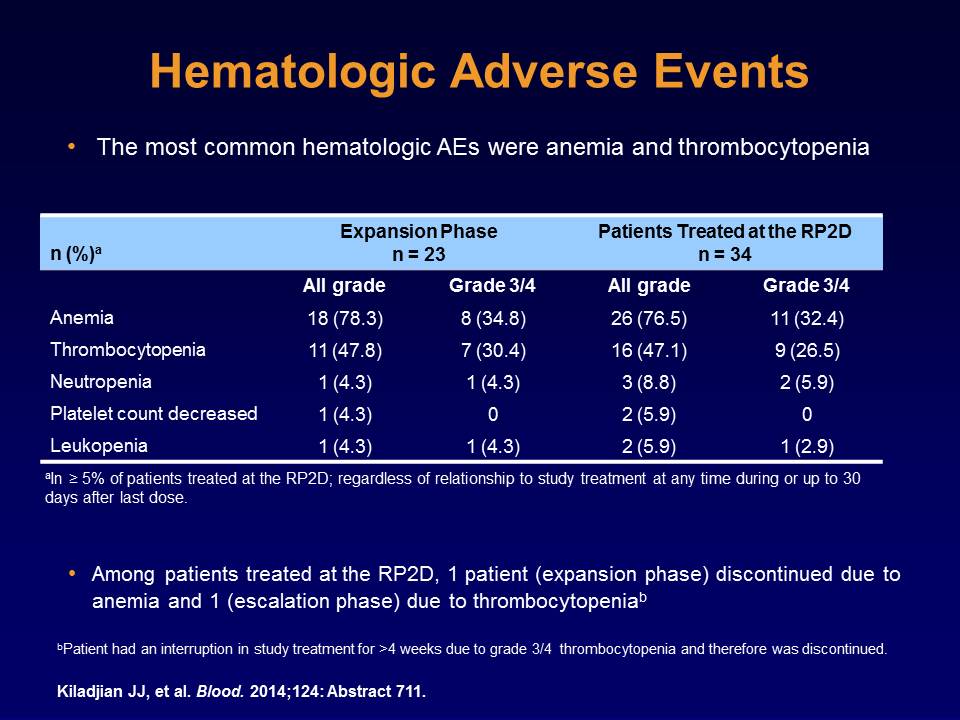 Hematologic Adverse Events
• The most common hematologic AEs were anemia and thrombocytopenia
n (%)a Expansion Phase n = 23 Patients Treated at the RP2D n = 34
All grade Grade 3/4 All grade Grade 3/4
Anemia 18 (78.3) 8 (34.8) 26 (76.5) 11 (32.4)
Thrombocytopenia 11 (47.8) 7 (30.4) 16 (47.1) 9 (26.5)
Neutropenia 1 (4.3) 1 (4.3) 3 (8.8) 2 (5.9)
Platelet count decreased 1 (4.3) 0 2 (5.9) 0
Leukopenia 1 (4.3) 1 (4.3) 2 (5.9) 1 (2.9)
aIn ≥ 5% of patients treated at the RP2D; regardless of relationship to study treatment at any time during or up to 30
days after last dose.
• Among patients treated at the RP2D, 1 patient (expansion phase) discontinued due to
anemia and 1 (escalation phase) due to thrombocytopeniab
bPatient had an interruption in study treatment for >4 weeks due to grade 3/4 thrombocytopenia and therefore was discontinued.
Kiladjian JJ, et al. Blood. 2014;124: Abstract 711.